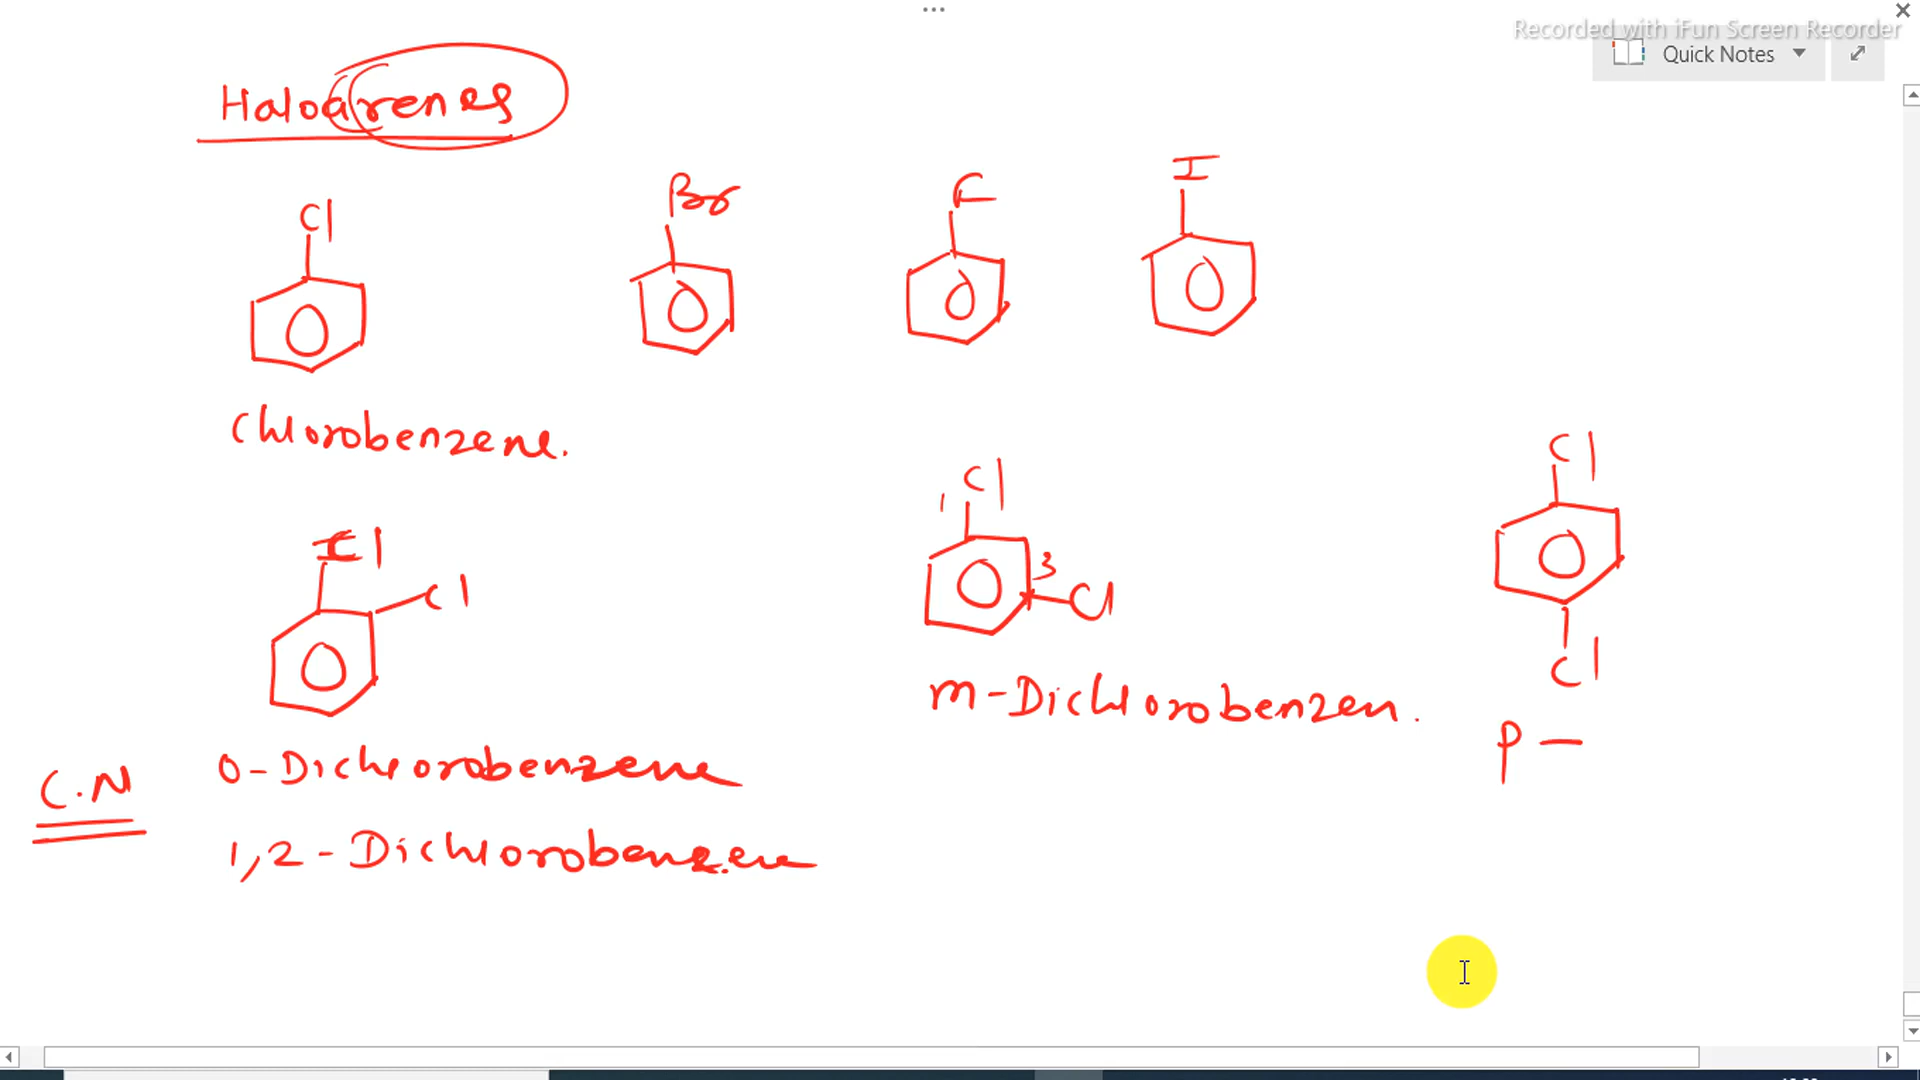 Recorded with iFun Screen Recorder
Quick Notes
Haloarenes
Cl
Br
F
I
Chlorobenzene.
Cl
Cl
1 Cl
3
Cl
Cl
Cl
m-Dichlorobenzen.
p -
C.N
o-Dichlorobenzene
1,2-Dichlorobenzene